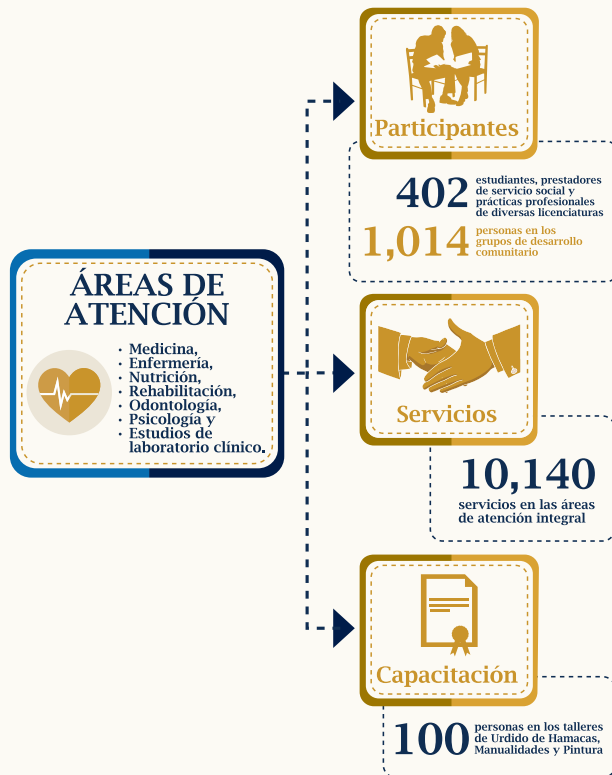 ÁREAS DE
ATENCIÓN
· Medicina,
· Enfermería,
· Nutrición,
· Rehabilitación,
· Odontología,
· Psicología y
· Estudios de
laboratorio clínico.
Participantes
402 estudiantes, prestadores
de servicio social y
prácticas profesionales
de diversas licenciaturas
1,014 personas en los
grupos de desarrollo
comunitario
Servicios
10,140
servicios en las áreas
de atención integral
Capacitación
100 personas en los talleres
de Urdido de Hamacas,
Manualidades y Pintura